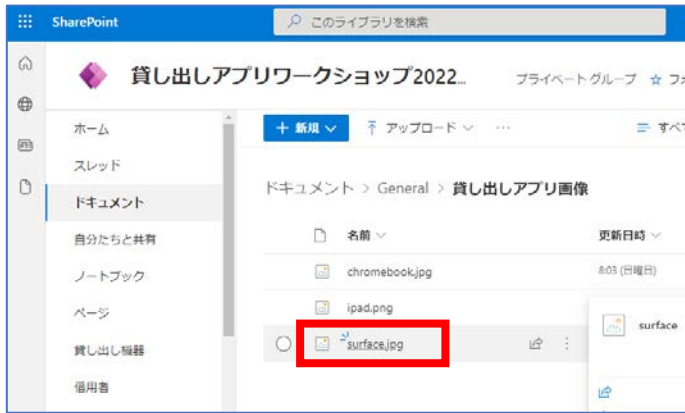 SharePoint
このライブラリを検索
貸し出しアプリワークショップ2022...
プライベートグループ
☆ フォ
ホーム
スレッド
ドキュメント
自分たちと共有
ノートブック
ページ
貸し出し機器
借用者
+ 新規
アップロード
...
すべて
ドキュメント > General > 貸し出しアプリ画像
名前
更新日時
chromebook.jpg
8:03 (日曜日)
ipad.png
surface.jpg
surface